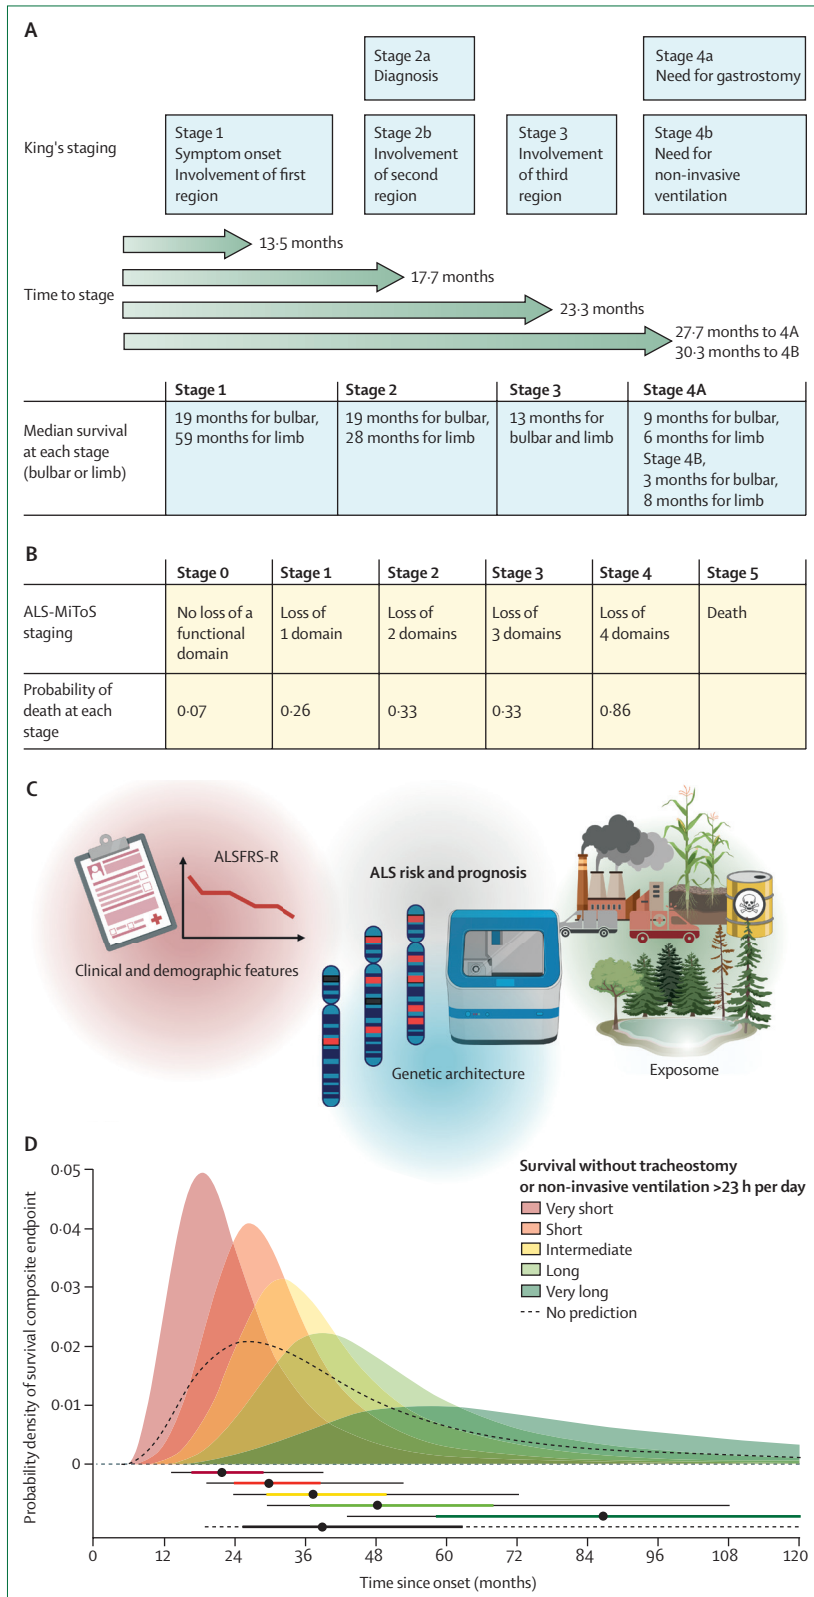 A
King's staging
Stage 2a
Diagnosis
Stage 4a
Need for gastrostomy
Stage 1
Symptom onset
Involvement of first
region
Stage 2b
Involvement
of second
region
Stage 3
Involvement
of third
region
Stage 4b
Need for
non-invasive
ventilation
Time to stage
13·5 months
17·7 months
23·3 months
27·7 months to 4A
30·3 months to 4B
Stage 1
Stage 2
Stage 3
Stage 4A
Median survival
at each stage
(bulbar or limb)
19 months for bulbar,
59 months for limb
19 months for bulbar,
28 months for limb
13 months for
bulbar and limb
9 months for bulbar,
6 months for limb
Stage 4B,
3 months for bulbar,
8 months for limb
B
Stage 0
Stage 1
Stage 2
Stage 3
Stage 4
Stage 5
ALS-MiToS
staging
No loss of a
functional
domain
Loss of
1 domain
Loss of
2 domains
Loss of
3 domains
Loss of
4 domains
Death
Probability of
death at each
stage
0·07
0·26
0·33
0·33
0·86
C
ALSFRS-R
Clinical and demographic features
ALS risk and prognosis
Genetic architecture
Exposome
D
Probability density of survival composite endpoint
0·05
0·04
0·03
0·02
0·01
0
Survival without tracheostomy
or non-invasive ventilation >23 h per day
Very short
Short
Intermediate
Long
Very long
No prediction
0
12
24
36
48
60
72
84
96
108
120
Time since onset (months)